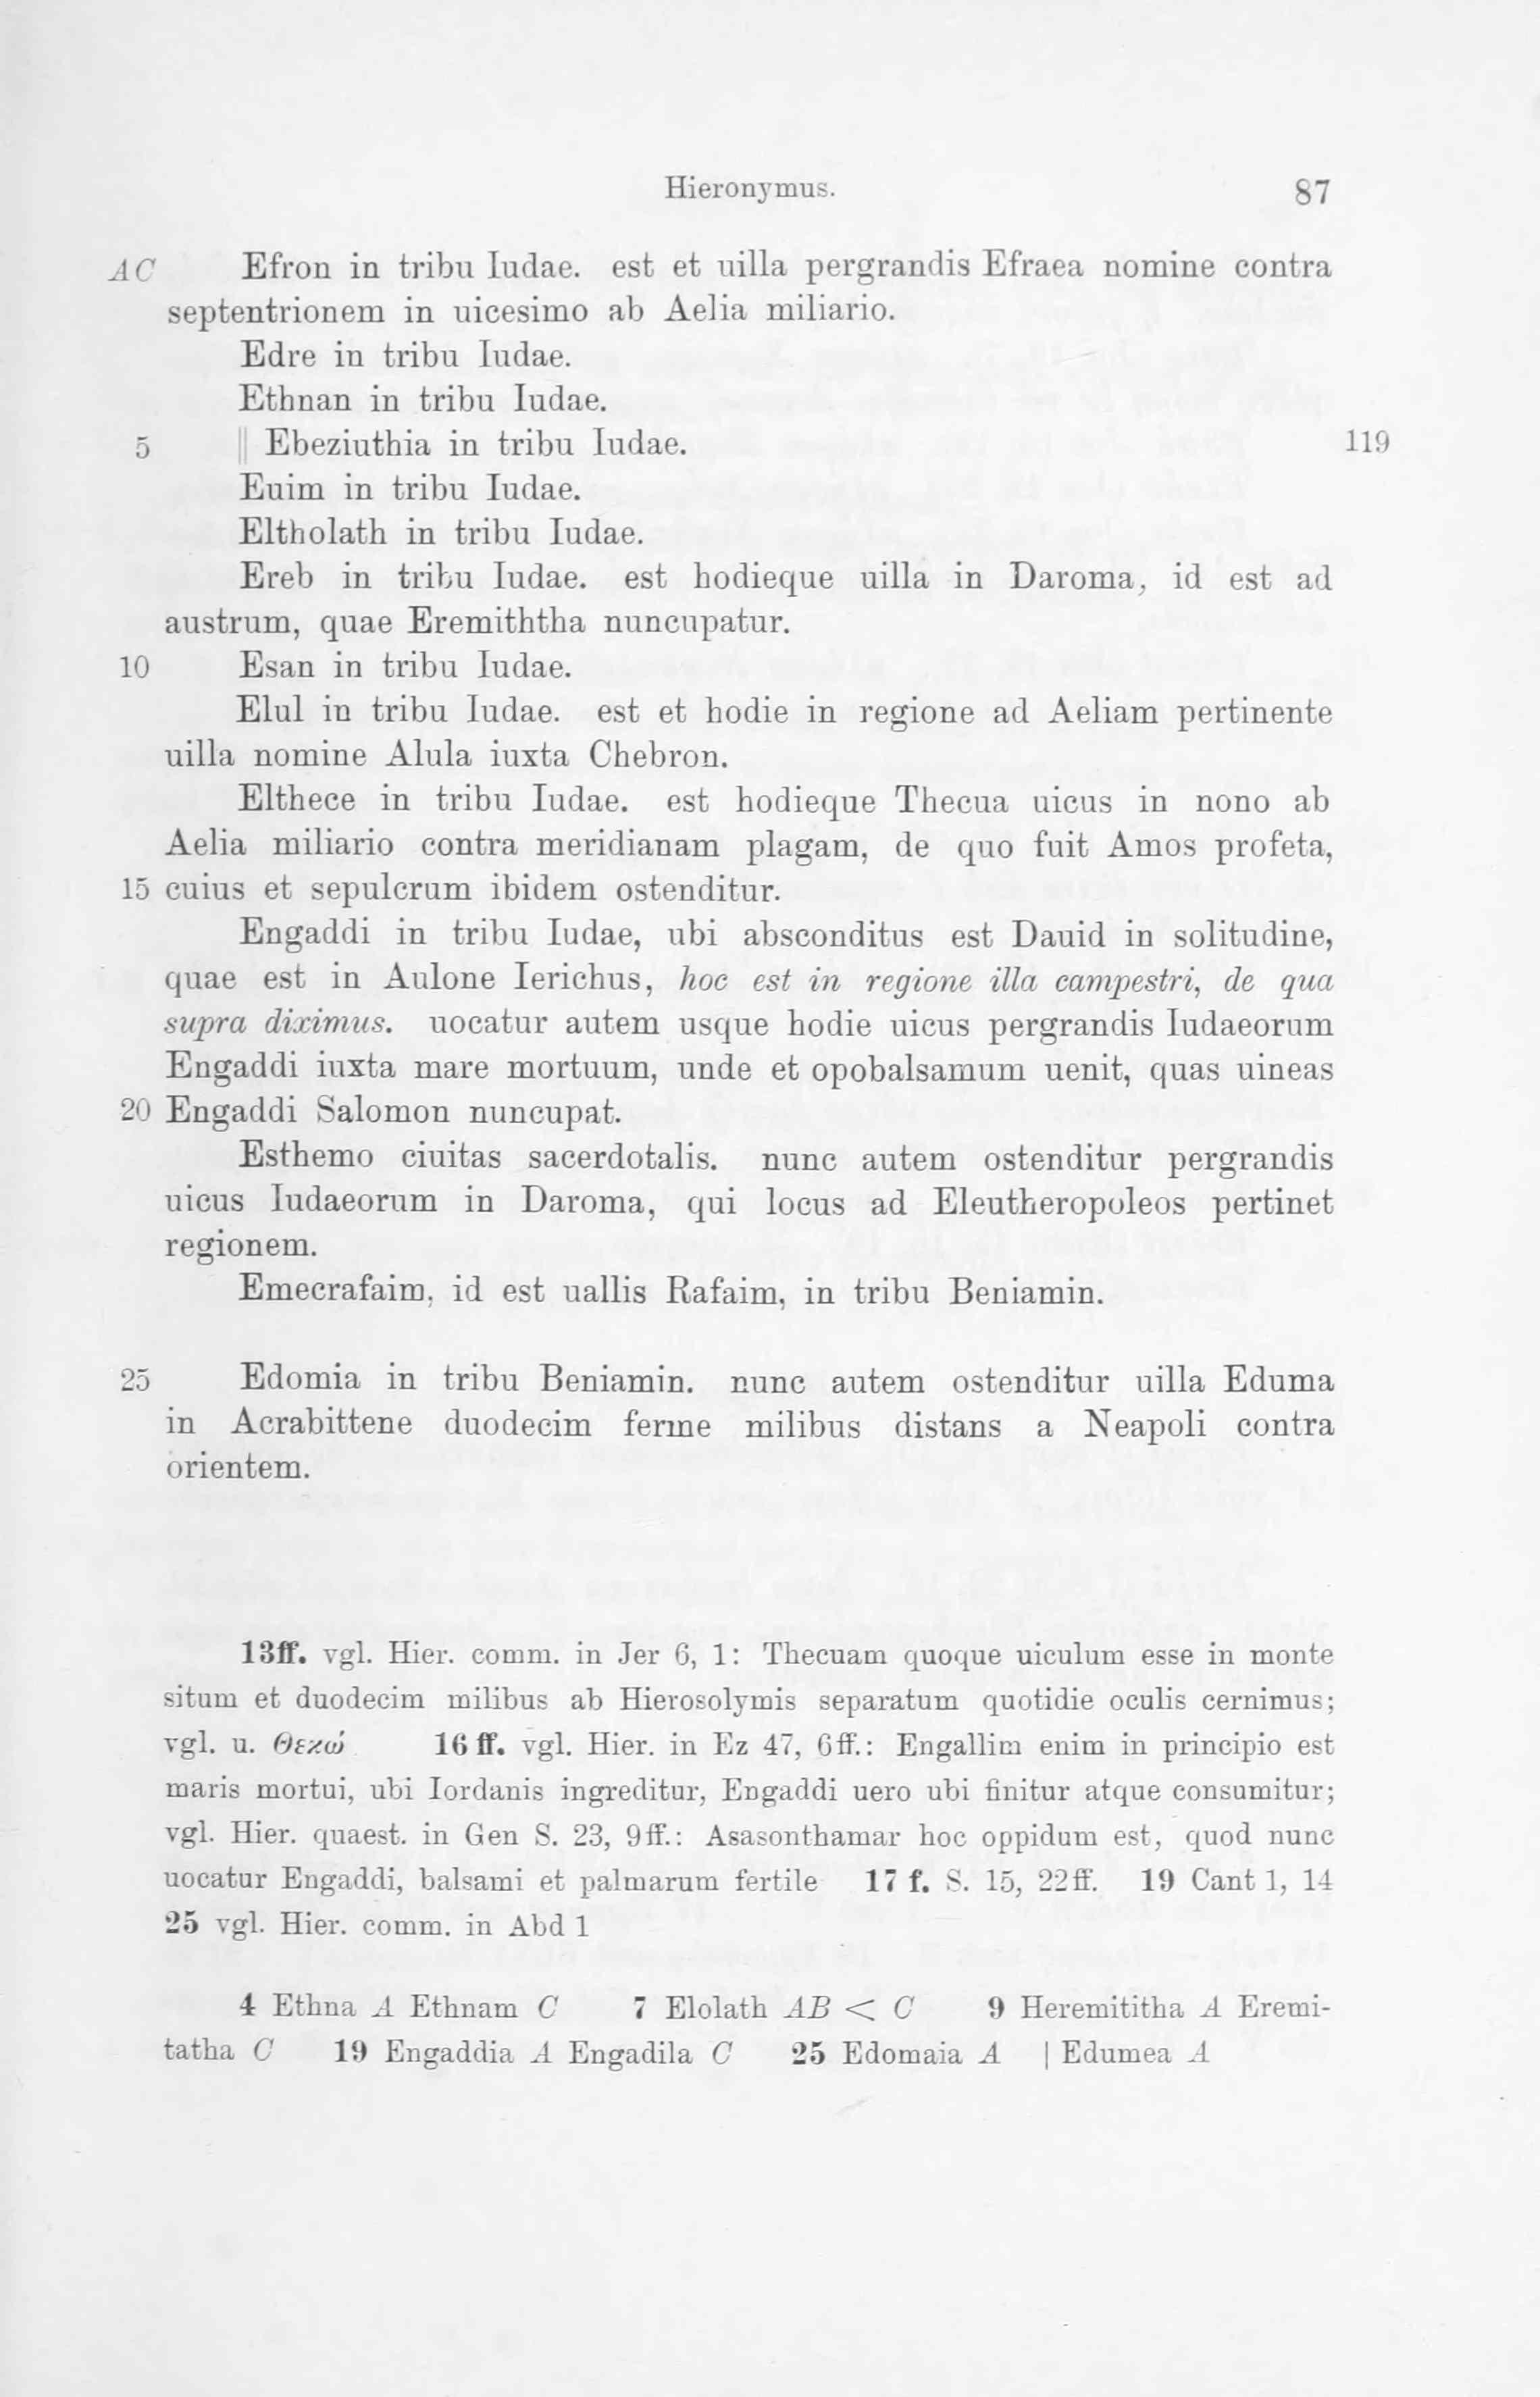 Hieronymus. 87
AC Efron in tribu Iudae. est et uilla pergrandis Efraea nomine contra
septentrionem in uicesimo ab Aelia miliario.
Edre in tribu Iudae.
Ethnan in tribu Iudae.
5 || Ebeziuthia in tribu Iudae. 119
Euim in tribu Iudae.
Eltholath in tribu Iudae.
Ereb in tribu Iudae. est hodieque uilla in Daroma, id est ad
austrum, quae Eremiththa nuncupatur.
10 Esan in tribu Iudae.
Elul in tribu Iudae. est et hodie in regione ad Aeliam pertinente
uilla nomine Alula iuxta Chebron.
Elthece in tribu Iudae. est hodieque Thecua uicus in nono ab
Aelia miliario contra meridianam plagam, de quo fuit Amos profeta,
15 cuius et sepulcrum ibidem ostenditur.
Engaddi in tribu Iudae, ubi absconditus est Dauid in solitudine,
quae est in Aulone Ierichus, hoc est in regione illa campestri, de qua
supra diximus. uocatur autem usque hodie uicus pergrandis Iudaeorum
Engaddi iuxta mare mortuum, unde et opobalsamum uenit, quas uineas
20 Engaddi Salomon nuncupat.
Esthemo ciuitas sacerdotalis. nunc autem ostenditur pergrandis
uicus Iudaeorum in Daroma, qui locus ad Eleutheropoleos pertinet
regionem.
Emecrafaim, id est uallis Rafaim, in tribu Beniamin.
25 Edomia in tribu Beniamin. nunc autem ostenditur uilla Eduma
in Acrabittene duodecim ferme milibus distans a Neapoli contra
orientem.
13ff. vgl. Hier. comm. in Jer 6, 1: Thecuam quoque uiculum esse in monte
situm et duodecim milibus ab Hierosolymis separatum quotidie oculis cernimus;
vgl. u. Θεκώ 16 ff. vgl. Hier. in Ez 47, 6ff.: Engallim enim in principio est
maris mortui, ubi Iordanis ingreditur, Engaddi uero ubi finitur atque consumitur;
vgl. Hier. quaest. in Gen S. 23, 9ff.: Asasonthamar hoc oppidum est, quod nunc
uocatur Engaddi, balsami et palmarum fertile 17 f. S. 15, 22ff. 19 Cant 1, 14
25 vgl. Hier. comm. in Abd 1
4 Ethna A Ethnam C 7 Elolath AB < C 9 Heremititha A Eremi-
tatha C 19 Engaddia A Engadila C 25 Edomaia A | Edumea A